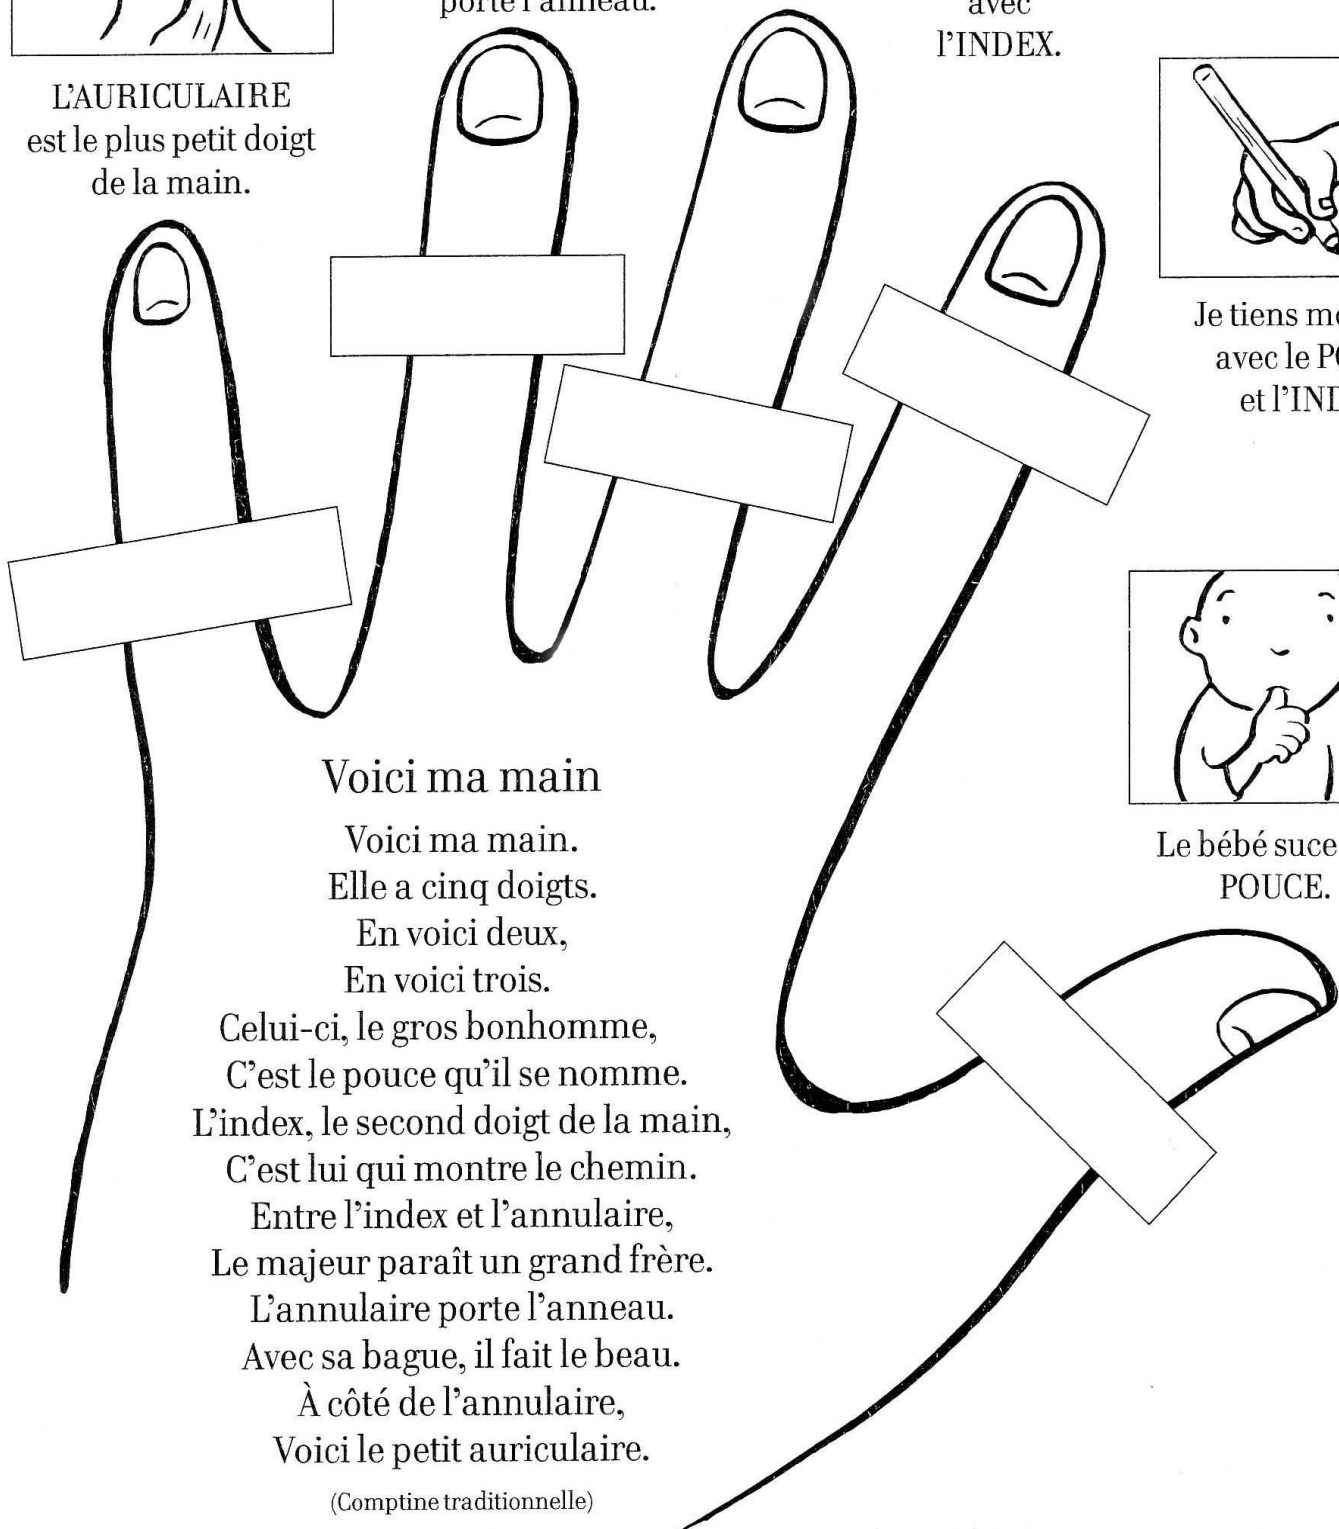 porte l'anneau.
avec
l'INDEX.
L'AURICULAIRE
est le plus petit doigt
de la main.
Je tiens
avec le
et
Le bébé suce
POUCE.
Voici ma main
Voici ma main.
Elle a cinq doigts.
En voici deux,
En voici trois.
Celui-ci, le gros bonhomme,
C'est le pouce qu'il se nomme.
L'index, le second doigt de la main,
C'est lui qui montre le chemin.
Entre l'index et l'annulaire,
Le majeur paraît un grand frère.
L'annulaire porte l'anneau.
Avec sa bague, il fait le beau.
À côté de l'annulaire,
Voici le petit auriculaire.
(Comptine traditionnelle)